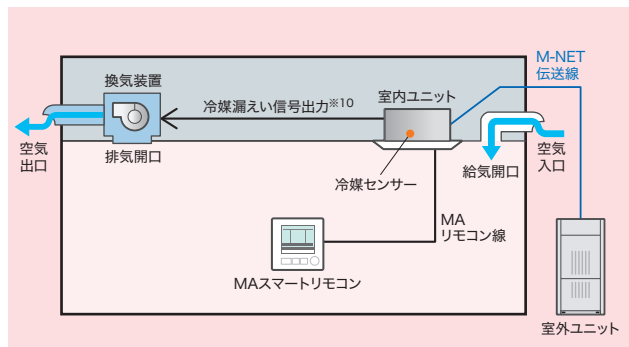 M-NET
伝送線
換気装置
冷媒漏えい信号出力※10
室内ユニット
空気
出口
排気開口
冷媒センサー
給気開口
空気
入口
MA
リモコン線
MAスマートリモコン
室外ユニット